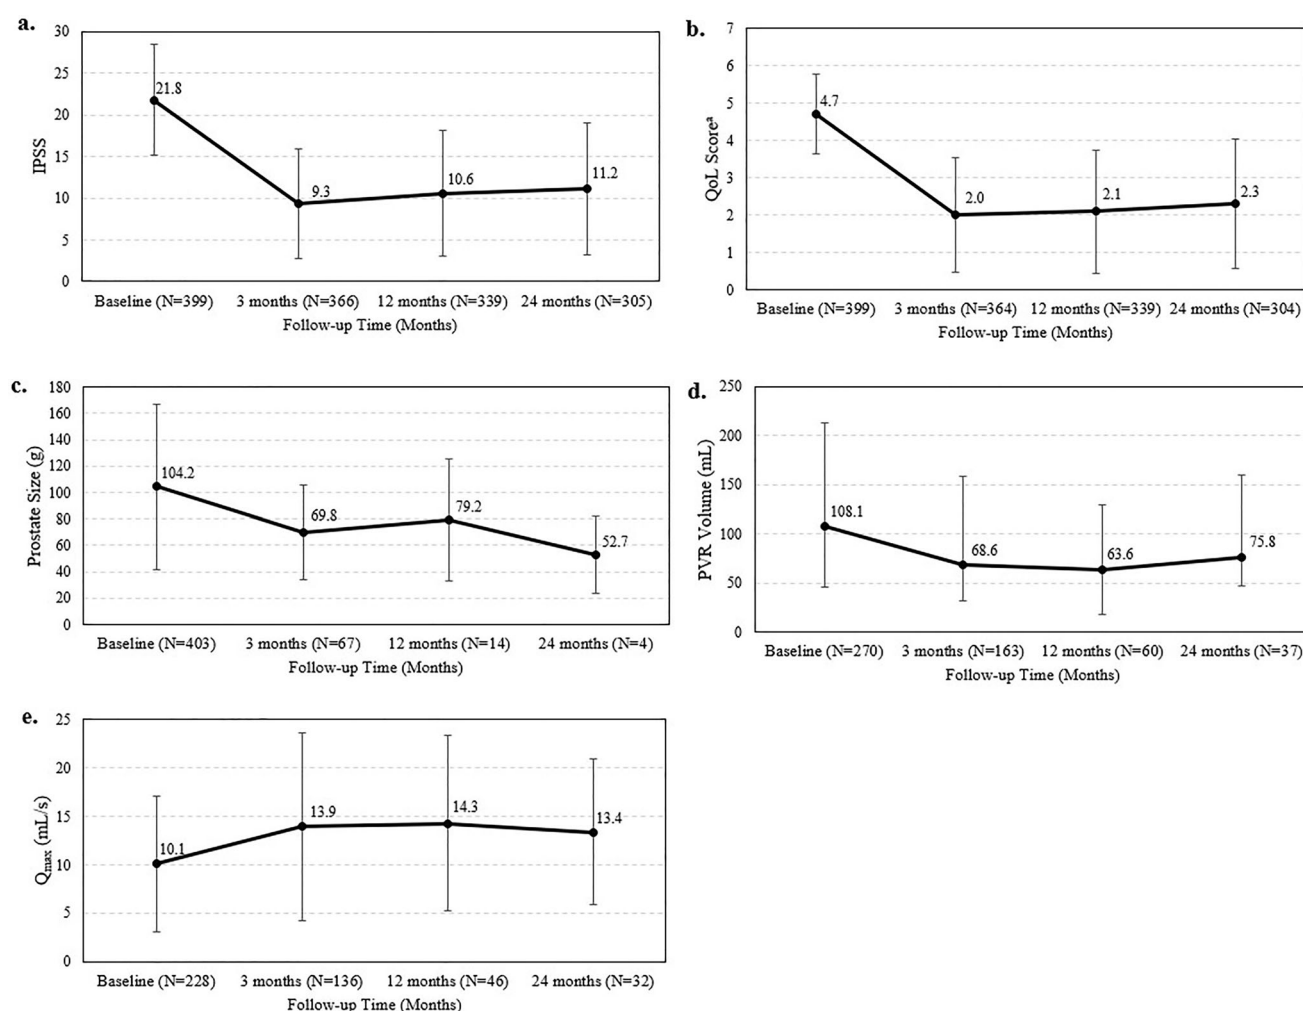 a.
30
25
20
15
10
5
0
IPSS
21.8
9.3
10.6
11.2
Baseline (N=399) 3 months (N=366) 12 months (N=339) 24 months (N=305)
Follow-up Time (Months)
b.
7
6
5
4
3
2
1
0
QoL Scoreᵃ
4.7
2.0
2.1
2.3
Baseline (N=399) 3 months (N=364) 12 months (N=339) 24 months (N=304)
Follow-up Time (Months)
c.
180
160
140
120
100
80
60
40
20
0
Prostate Size (g)
104.2
69.8
79.2
52.7
Baseline (N=403) 3 months (N=67) 12 months (N=14) 24 months (N=4)
Follow-up Time (Months)
d.
250
200
150
100
50
0
PVR Volume (mL)
108.1
68.6
63.6
75.8
Baseline (N=270) 3 months (N=163) 12 months (N=60) 24 months (N=37)
Follow-up Time (Months)
e.
25
20
15
10
5
0
Qmax (mL/s)
10.1
13.9
14.3
13.4
Baseline (N=228) 3 months (N=136) 12 months (N=46) 24 months (N=32)
Follow-up Time (Months)